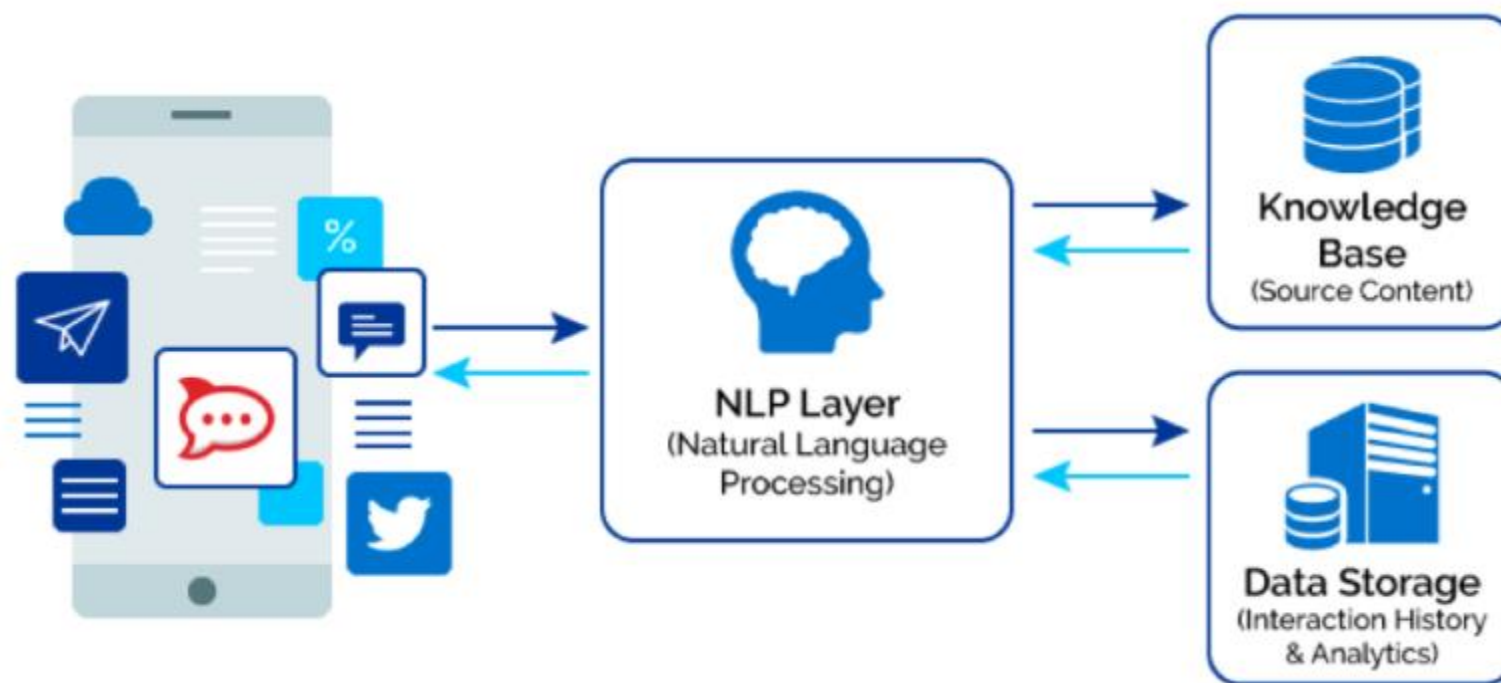 %
NLP Layer
(Natural Language
Processing)
Knowledge
Base
(Source Content)
Data Storage
(Interaction History
& Analytics)